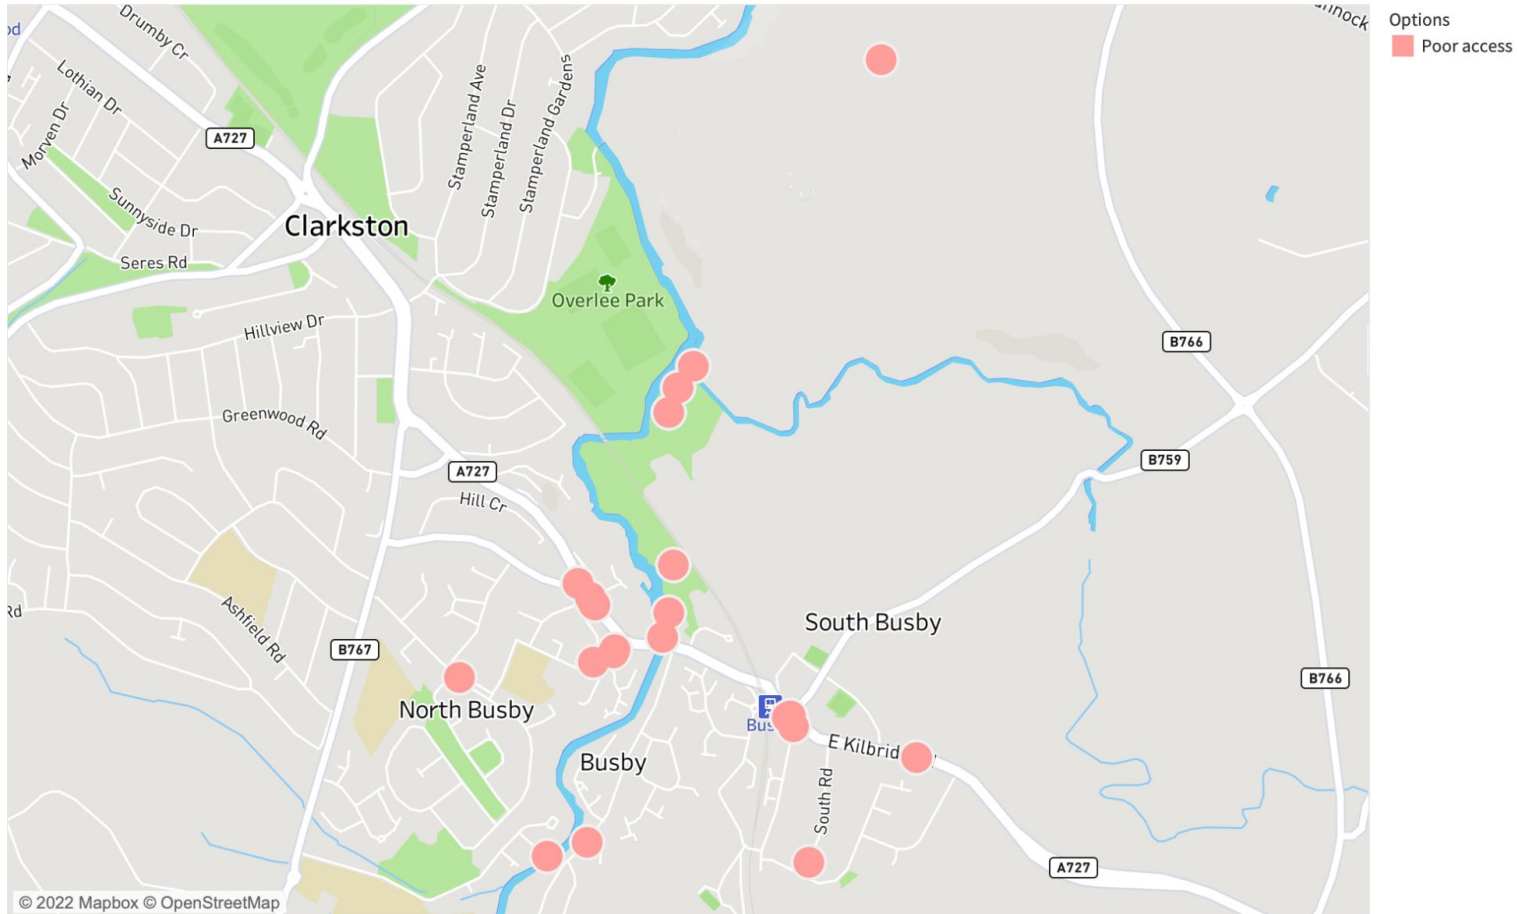 Drumby Cr
Options
Poor access
Lothian Dr
Morven Dr
A727
Stamperland Ave
Stamperland Dr
Stamperland Gardens
Sunnyside Dr
Clarkston
Seres Rd
Overlee Park
Hillview Dr
B766
Greenwood Rd
A727
B759
Hill Cr
Rd
Ashfield Rd
South Busby
B767
B766
North Busby
Bus
E Kilbrid
Busby
South Rd
A727
© 2022 Mapbox © OpenStreetMap